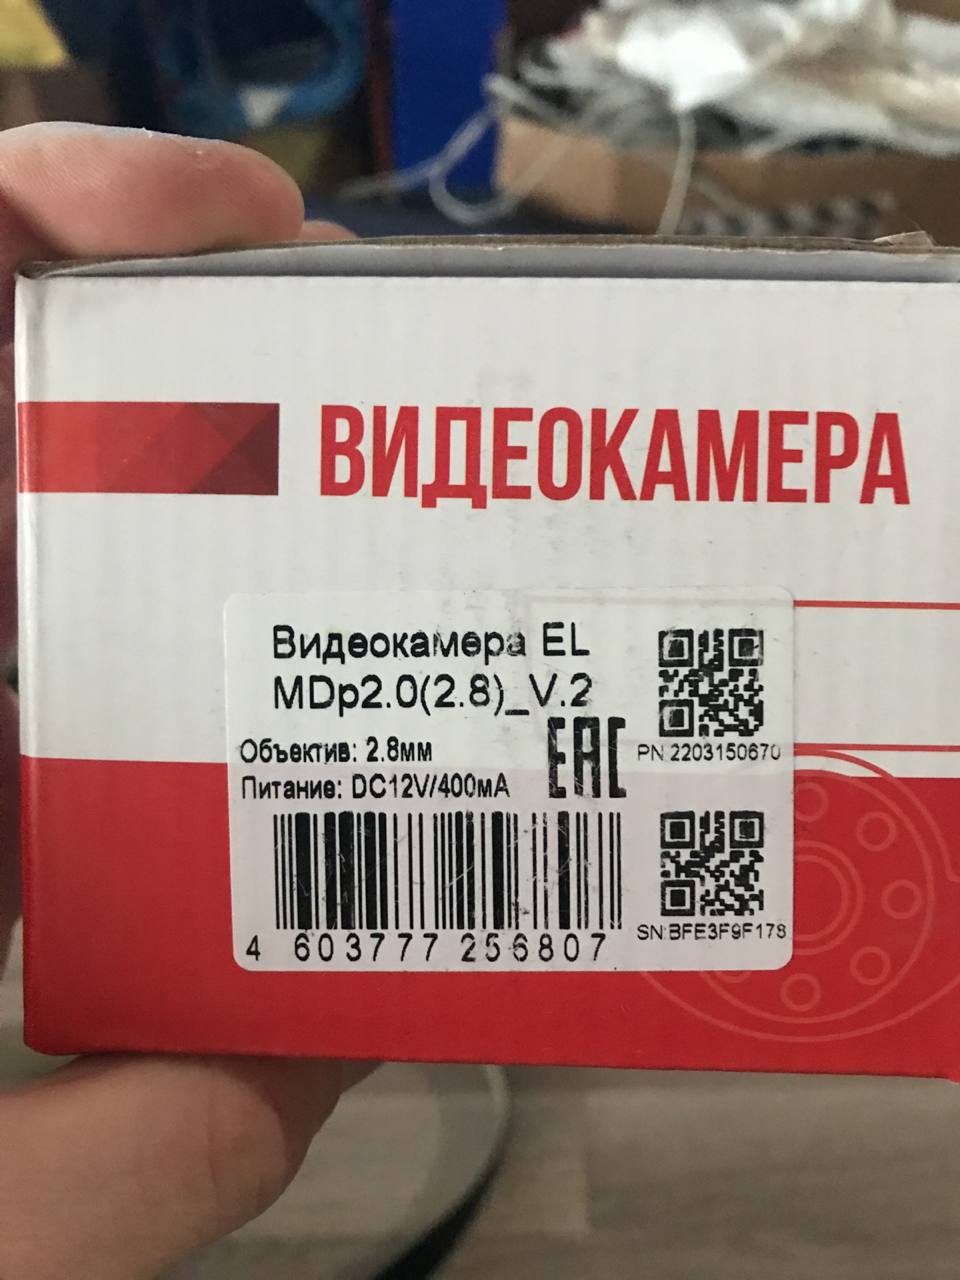 ВИДЕОКАМЕРА
Видеокамера EL
MDp2.0(2.8)_V.2
Объектив: 2.8мм
Питание: DC12V/400мА
EAC
PN:2203150670
SN:BFE3F9F178
4 603777 256807